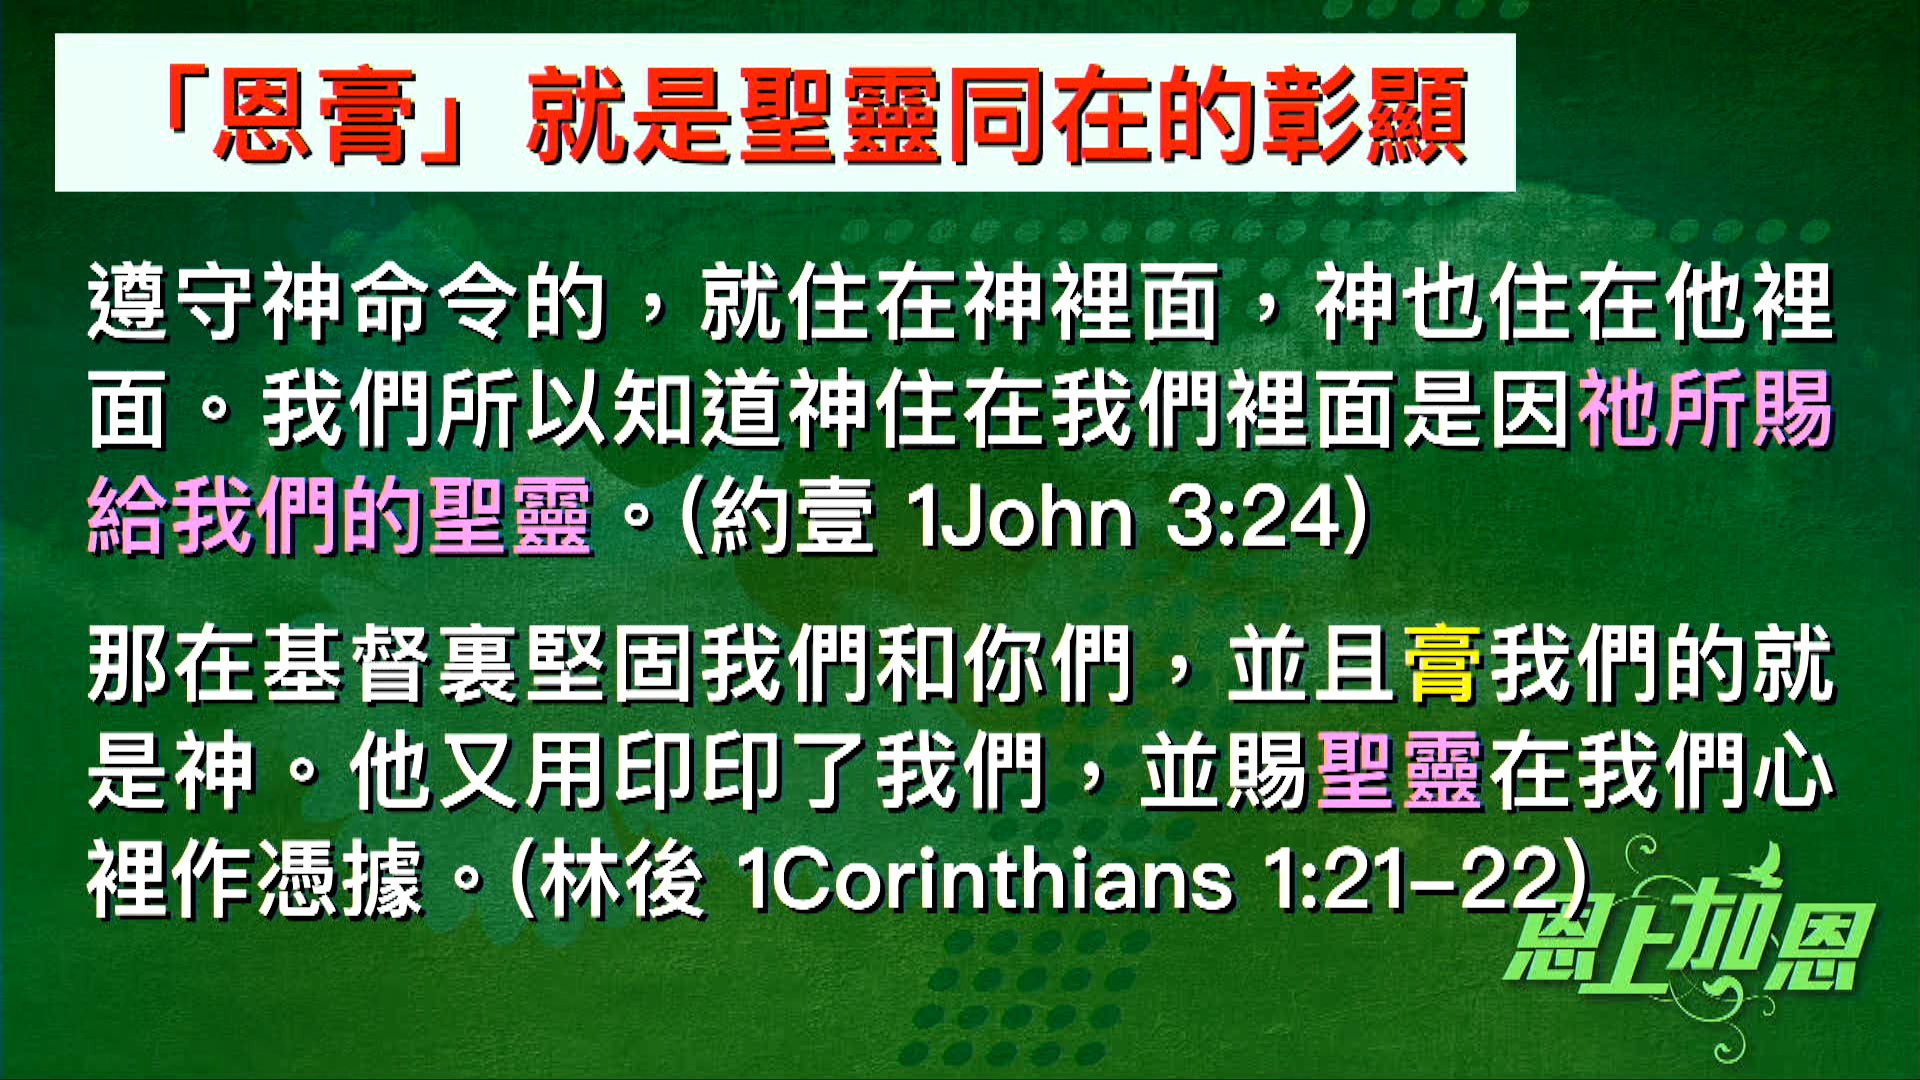 「恩膏」就是聖靈同在的彰顯
遵守神命令的，就住在神裡面，神也住在他裡
面。我們所以知道神住在我們裡面是因祂所賜
給我們的聖靈。(約壹 1John 3:24)
那在基督裏堅固我們和你們，並且膏我們的就
是神。他又用印印了我們，並賜聖靈在我們心
裡作憑據。(林後 1Corinthians 1:21-22)
恩上加恩